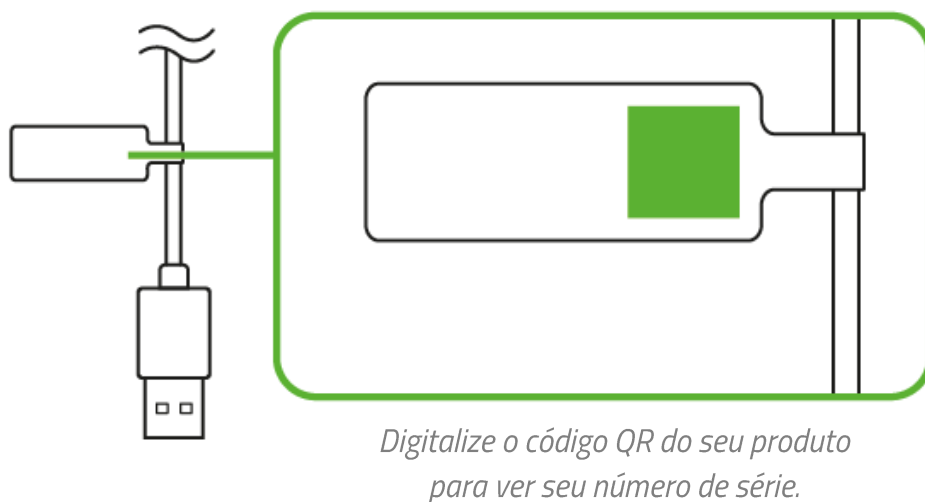 Digitalize o código QR do seu produto
para ver seu número de série.